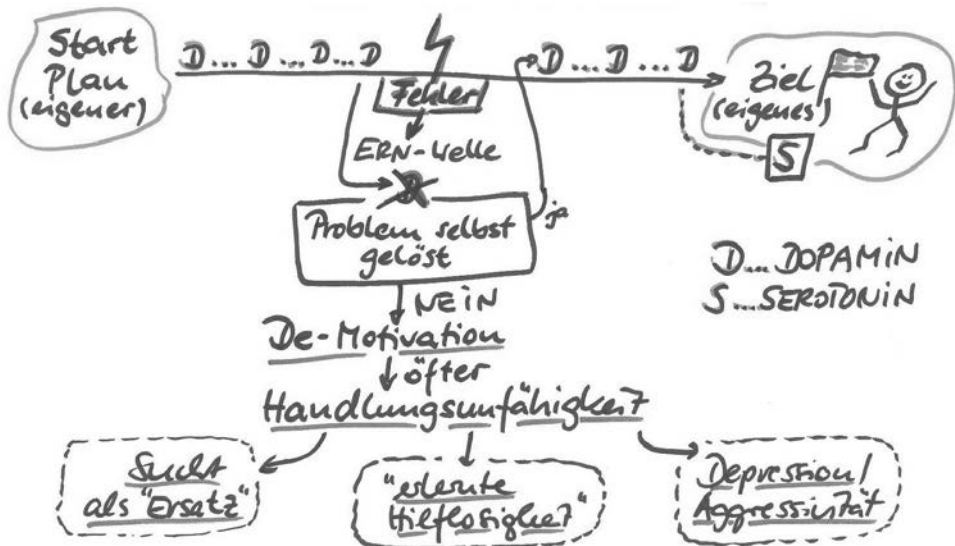 Start
Plan
(eigener)
D...D...D...D
Fehler
D...D...D
Ziel
(eigenes)
S
ERN-Welle
D
Problem selbst
gelöst
ja
D...DOPAMIN
S...SEROTONIN
NEIN
De-Motivation
öfter
Handlungsunfähigkeit
Sucht
als "Ersatz"
"erlernte
Hilflosigkeit"
Depression/
Aggressivität